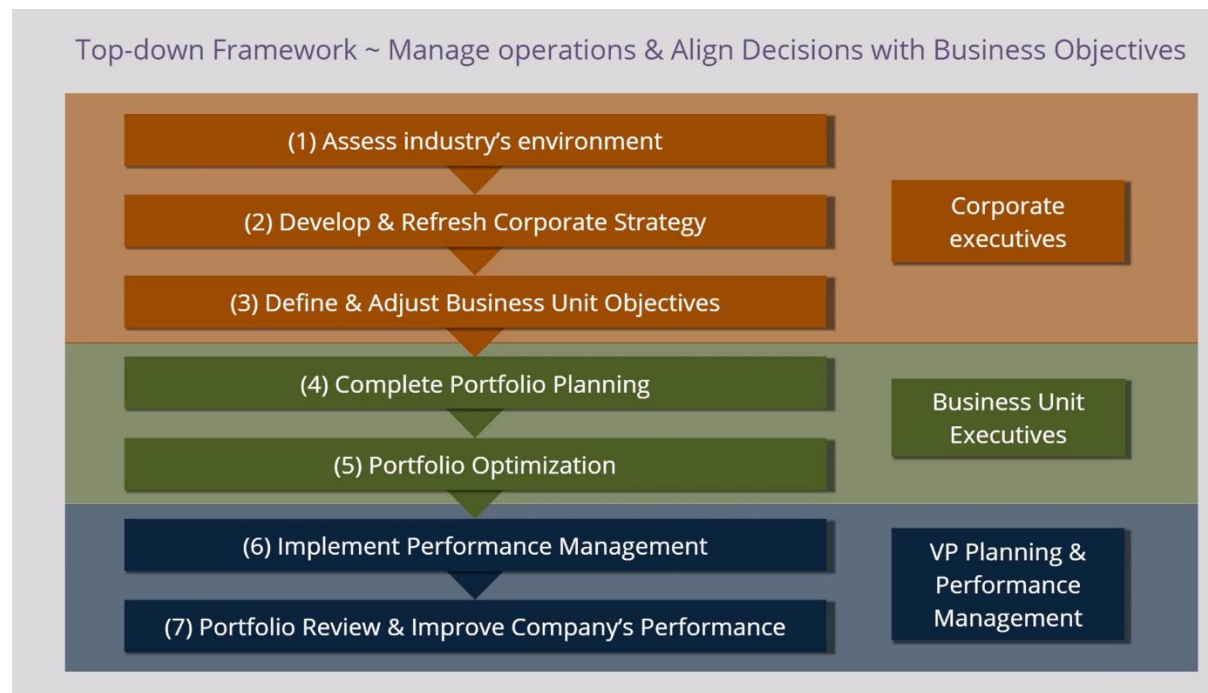 Top-down Framework ~ Manage operations & Align Decisions with Business Objectives
(1) Assess industry’s environment
(2) Develop & Refresh Corporate Strategy
(3) Define & Adjust Business Unit Objectives
Corporate
executives
(4) Complete Portfolio Planning
(5) Portfolio Optimization
Business Unit
Executives
(6) Implement Performance Management
(7) Portfolio Review & Improve Company’s Performance
VP Planning &
Performance
Management